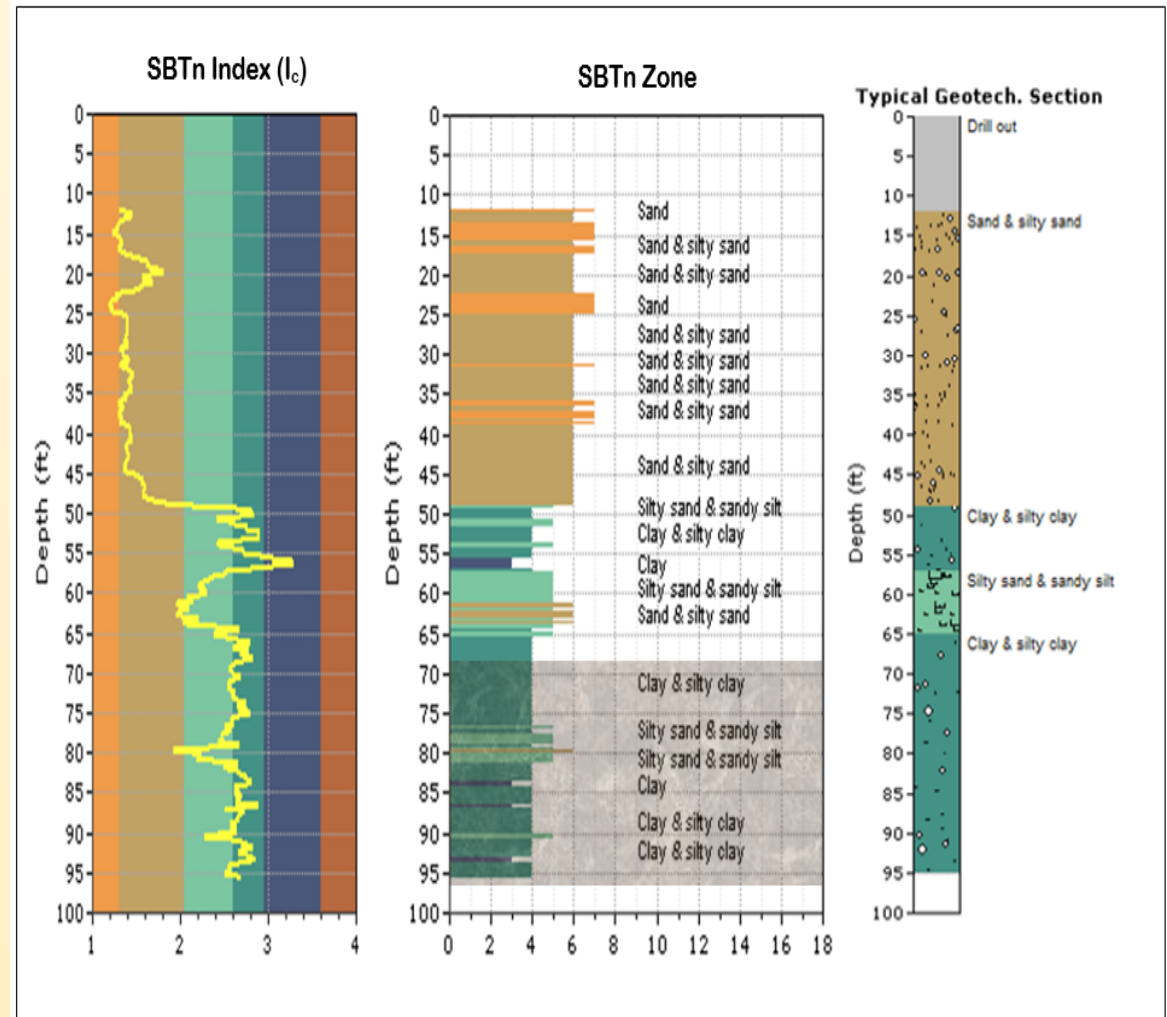 SBTn Index (Ic)
0
5
10
15
20
25
30
35
40
45
50
55
60
65
70
75
80
85
90
95
100
Depth (ft)
1
2
3
4
SBTn Zone
0
5
10
15
20
25
30
35
40
45
50
55
60
65
70
75
80
85
90
95
100
Depth (ft)
Sand
Sand & silty sand
Sand & silty sand
Sand
Sand & silty sand
Sand & silty sand
Sand & silty sand
Sand & silty sand
Sand & silty sand
Silty sand & sandy silt
Clay & silty clay
Clay
Silty sand & sandy silt
Sand & silty sand
Clay & silty clay
Silty sand & sandy silt
Silty sand & sandy silt
Clay
Clay & silty clay
Clay & silty clay
0 2 4 6 8 10 12 14 16 18
Typical Geotech. Section
0
5
10
15
20
25
30
35
40
45
50
55
60
65
70
75
80
85
90
95
100
Depth (ft)
Drill out
Sand & silty sand
Clay & silty clay
Silty sand & sandy silt
Clay & silty clay